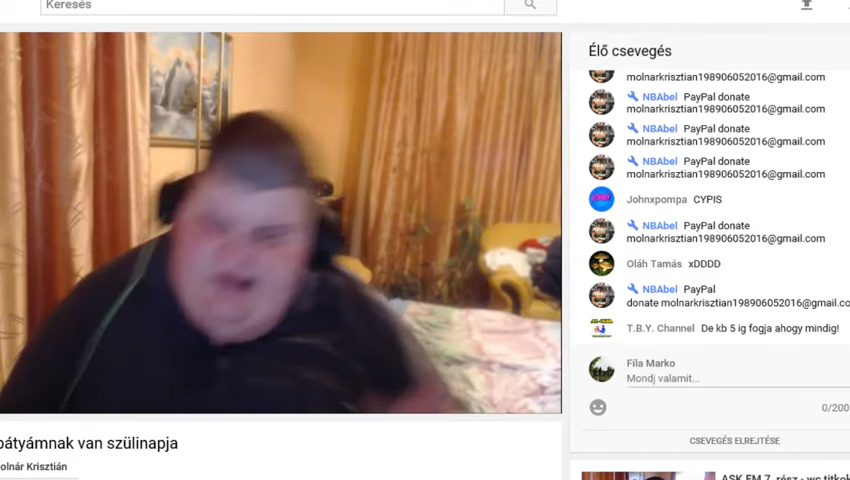 Keresés
Élő csevegés
molnarkrisztian198906052016@gmail.com
NBAbel PayPal donate
molnarkrisztian198906052016@gmail.com
NBAbel PayPal donate
molnarkrisztian198906052016@gmail.com
NBAbel PayPal donate
molnarkrisztian198906052016@gmail.com
Johnxpompa CYPIS
NBAbel PayPal donate
molnarkrisztian198906052016@gmail.com
Oláh Tamás xDDDD
NBAbel PayPal
donate molnarkrisztian198906052016@gmail.co
T.B.Y. Channel De kb 5 ig fogja ahogy mindig!
Fila Marko
Mondj valamit...
0/200
CSEVEGÉS ELREJTÉSE
bátyámnak van szülinapja
olnár Krisztián
ASK FM 7. rész - wc titkok